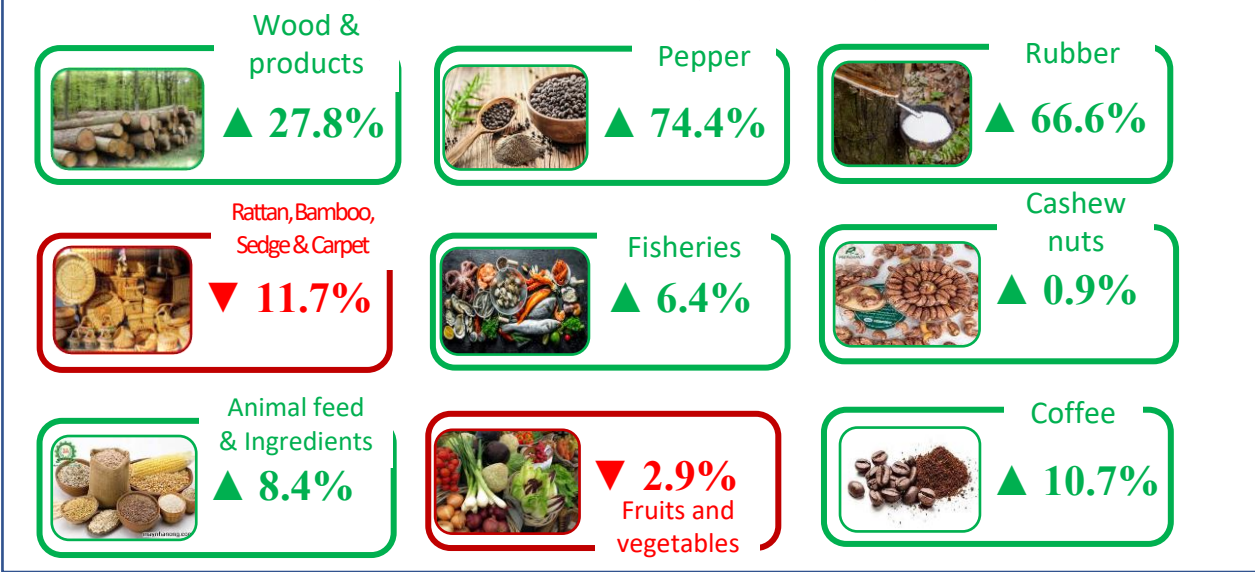 Wood &
products
▲ 27.8%
Pepper
▲ 74.4%
Rubber
▲ 66.6%
Rattan, Bamboo,
Sedge & Carpet
▼ 11.7%
Fisheries
▲ 6.4%
Cashew
nuts
▲ 0.9%
Animal feed
& Ingredients
▲ 8.4%
▼ 2.9%
Fruits and
vegetables
Coffee
▲ 10.7%